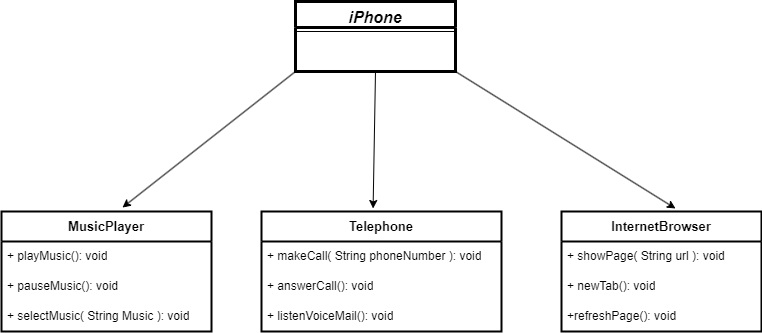 iPhone
MusicPlayer
+ playMusic(): void
+ pauseMusic(): void
+ selectMusic( String Music ): void
Telephone
+ makeCall( String phoneNumber ): void
+ answerCall(): void
+ listenVoiceMail(): void
InternetBrowser
+ showPage( String url ): void
+ newTab(): void
+refreshPage(): void